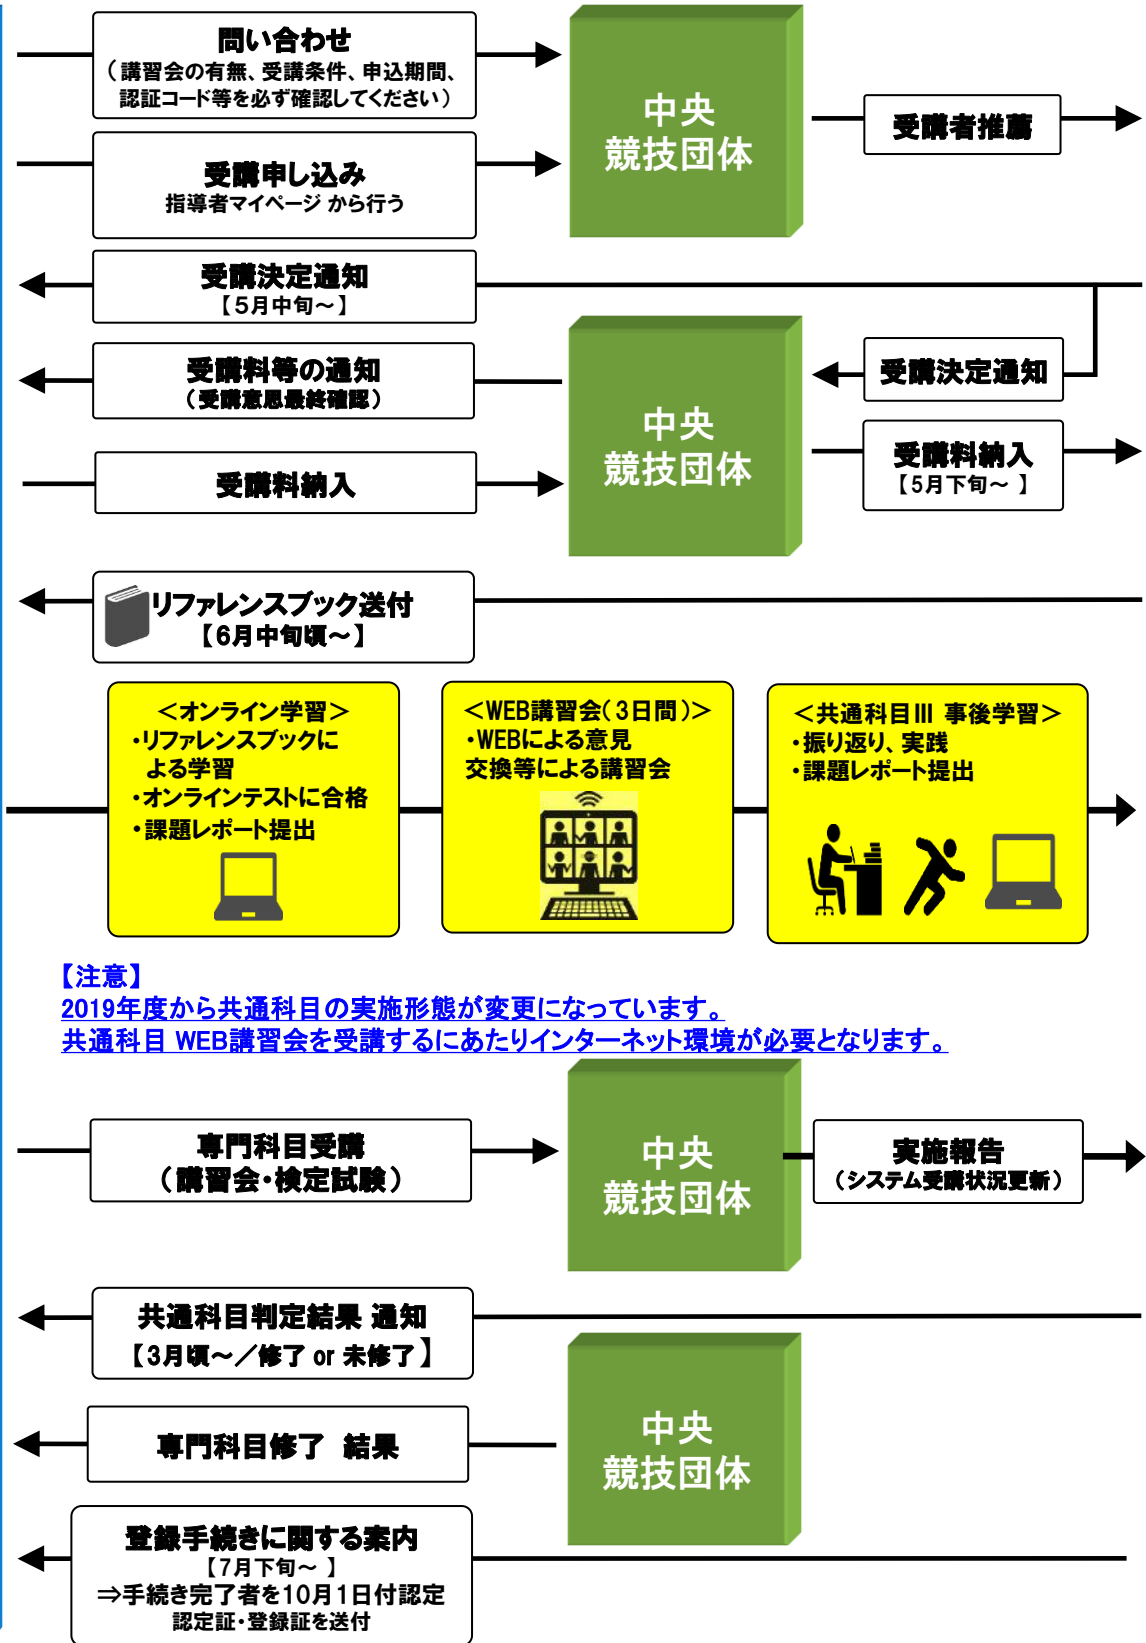 問い合わせ
（講習会の有無、受講条件、申込期間、
認証コード等を必ず確認してください）
中央
競技団体
受講者推薦
受講申し込み
指導者マイページ から行う
受講決定通知
【5月中旬～】
受講料等の通知
（受講意思最終確認）
中央
競技団体
受講決定通知
受講料納入
受講料納入
【5月下旬～ 】
リファレンスブック送付
【6月中旬頃～】
＜オンライン学習＞
・リファレンスブックに
よる学習
・オンラインテストに合格
・課題レポート提出
＜WEB講習会（3日間）＞
・WEBによる意見
交換等による講習会
＜共通科目Ⅲ 事後学習＞
・振り返り、実践
・課題レポート提出
【注意】
2019年度から共通科目の実施形態が変更になっています。
共通科目 WEB講習会を受講するにあたりインターネット環境が必要となります。
専門科目受講
（講習会・検定試験）
中央
競技団体
実施報告
（システム受講状況更新）
共通科目判定結果 通知
【3月頃～／修了 or 未修了】
中央
競技団体
専門科目修了 結果
登録手続きに関する案内
【7月下旬～ 】
⇒手続き完了者を10月1日付認定
認定証・登録証を送付